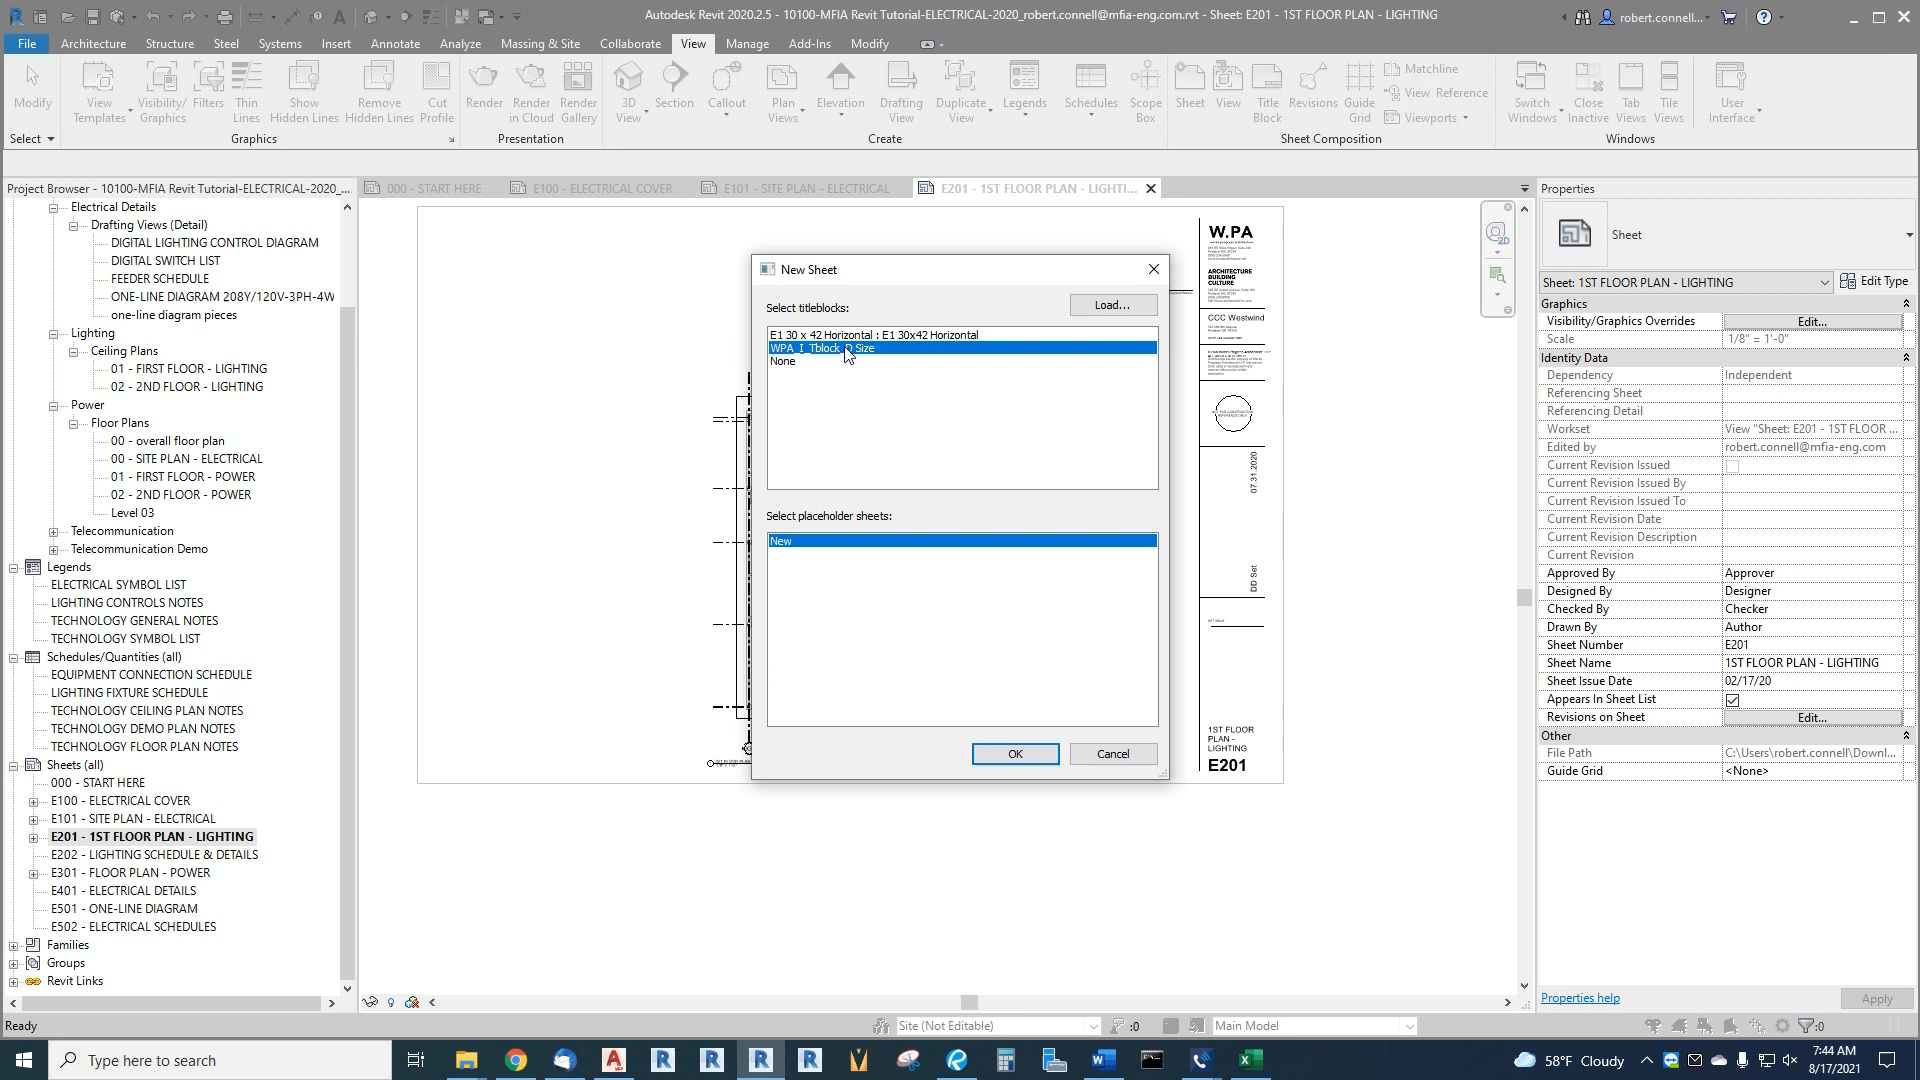 Autodesk Revit 2020.2.5 - 10100-MFIA Revit Tutorial-ELECTRICAL-2020_robert.connell@mfia-eng.com.rvt - Sheet: E201 - 1ST FLOOR PLAN - LIGHTING
robert.connell...
File Architecture Structure Steel Systems Insert Annotate Analyze Massing & Site Collaborate View Manage Add-Ins Modify
Modify
View Templates
Visibility/ Graphics
Filters
Thin Lines
Show Hidden Lines
Remove Hidden Lines
Cut Profile
Render
Render in Cloud
Render Gallery
3D View
Section
Callout
Plan Views
Elevation
Drafting View
Duplicate View
Legends
Schedules
Scope Box
Sheet
View
Title Block
Revisions
Guide Grid
Matchline
View Reference
Viewports
Switch Windows
Close Inactive
Tab Views
Tile Views
User Interface
Select Graphics Presentation Create Sheet Composition Windows
Project Browser - 10100-MFIA Revit Tutorial-ELECTRICAL-2020_...
Electrical Details
Drafting Views (Detail)
DIGITAL LIGHTING CONTROL DIAGRAM
DIGITAL SWITCH LIST
FEEDER SCHEDULE
ONE-LINE DIAGRAM 208Y/120V-3PH-4W
one-line diagram pieces
Lighting
Ceiling Plans
01 - FIRST FLOOR - LIGHTING
02 - 2ND FLOOR - LIGHTING
Power
Floor Plans
00 - overall floor plan
00 - SITE PLAN - ELECTRICAL
01 - FIRST FLOOR - POWER
02 - 2ND FLOOR - POWER
Level 03
Telecommunication
Telecommunication Demo
Legends
ELECTRICAL SYMBOL LIST
LIGHTING CONTROLS NOTES
TECHNOLOGY GENERAL NOTES
TECHNOLOGY SYMBOL LIST
Schedules/Quantities (all)
EQUIPMENT CONNECTION SCHEDULE
LIGHTING FIXTURE SCHEDULE
TECHNOLOGY CEILING PLAN NOTES
TECHNOLOGY DEMO PLAN NOTES
TECHNOLOGY FLOOR PLAN NOTES
Sheets (all)
000 - START HERE
E100 - ELECTRICAL COVER
E101 - SITE PLAN - ELECTRICAL
E201 - 1ST FLOOR PLAN - LIGHTING
E202 - LIGHTING SCHEDULE & DETAILS
E301 - FLOOR PLAN - POWER
E401 - ELECTRICAL DETAILS
E501 - ONE-LINE DIAGRAM
E502 - ELECTRICAL SCHEDULES
Families
Groups
Revit Links
000 - START HERE E100 - ELECTRICAL COVER E101 - SITE PLAN - ELECTRICAL E201 - 1ST FLOOR PLAN - LIGHTI...
New Sheet
Select titleblocks:
Load...
E1 30 x 42 Horizontal : E1 30x42 Horizontal
WPA_I_Tblock_D Size
None
Select placeholder sheets:
New
OK Cancel
W.PA
ARCHITECTURE
BUILDING
CULTURE
CCC Westwind
07.31.2020
DD Set
1ST FLOOR
PLAN -
LIGHTING
E201
2D
Properties
Sheet
Sheet: 1ST FLOOR PLAN - LIGHTING Edit Type
Graphics
Visibility/Graphics Overrides Edit...
Scale 1/8" = 1'-0"
Identity Data
Dependency Independent
Referencing Sheet
Referencing Detail
Workset View "Sheet: E201 - 1ST FLOOR ...
Edited by robert.connell@mfia-eng.com
Current Revision Issued
Current Revision Issued By
Current Revision Issued To
Current Revision Date
Current Revision Description
Current Revision
Approved By Approver
Designed By Designer
Checked By Checker
Drawn By Author
Sheet Number E201
Sheet Name 1ST FLOOR PLAN - LIGHTING
Sheet Issue Date 02/17/20
Appears In Sheet List
Revisions on Sheet Edit...
Other
File Path C:\Users\robert.connell\Downl...
Guide Grid <None>
Properties help Apply
Ready Site (Not Editable) :0 Main Model :0
Type here to search
58°F Cloudy
7:44 AM
8/17/2021